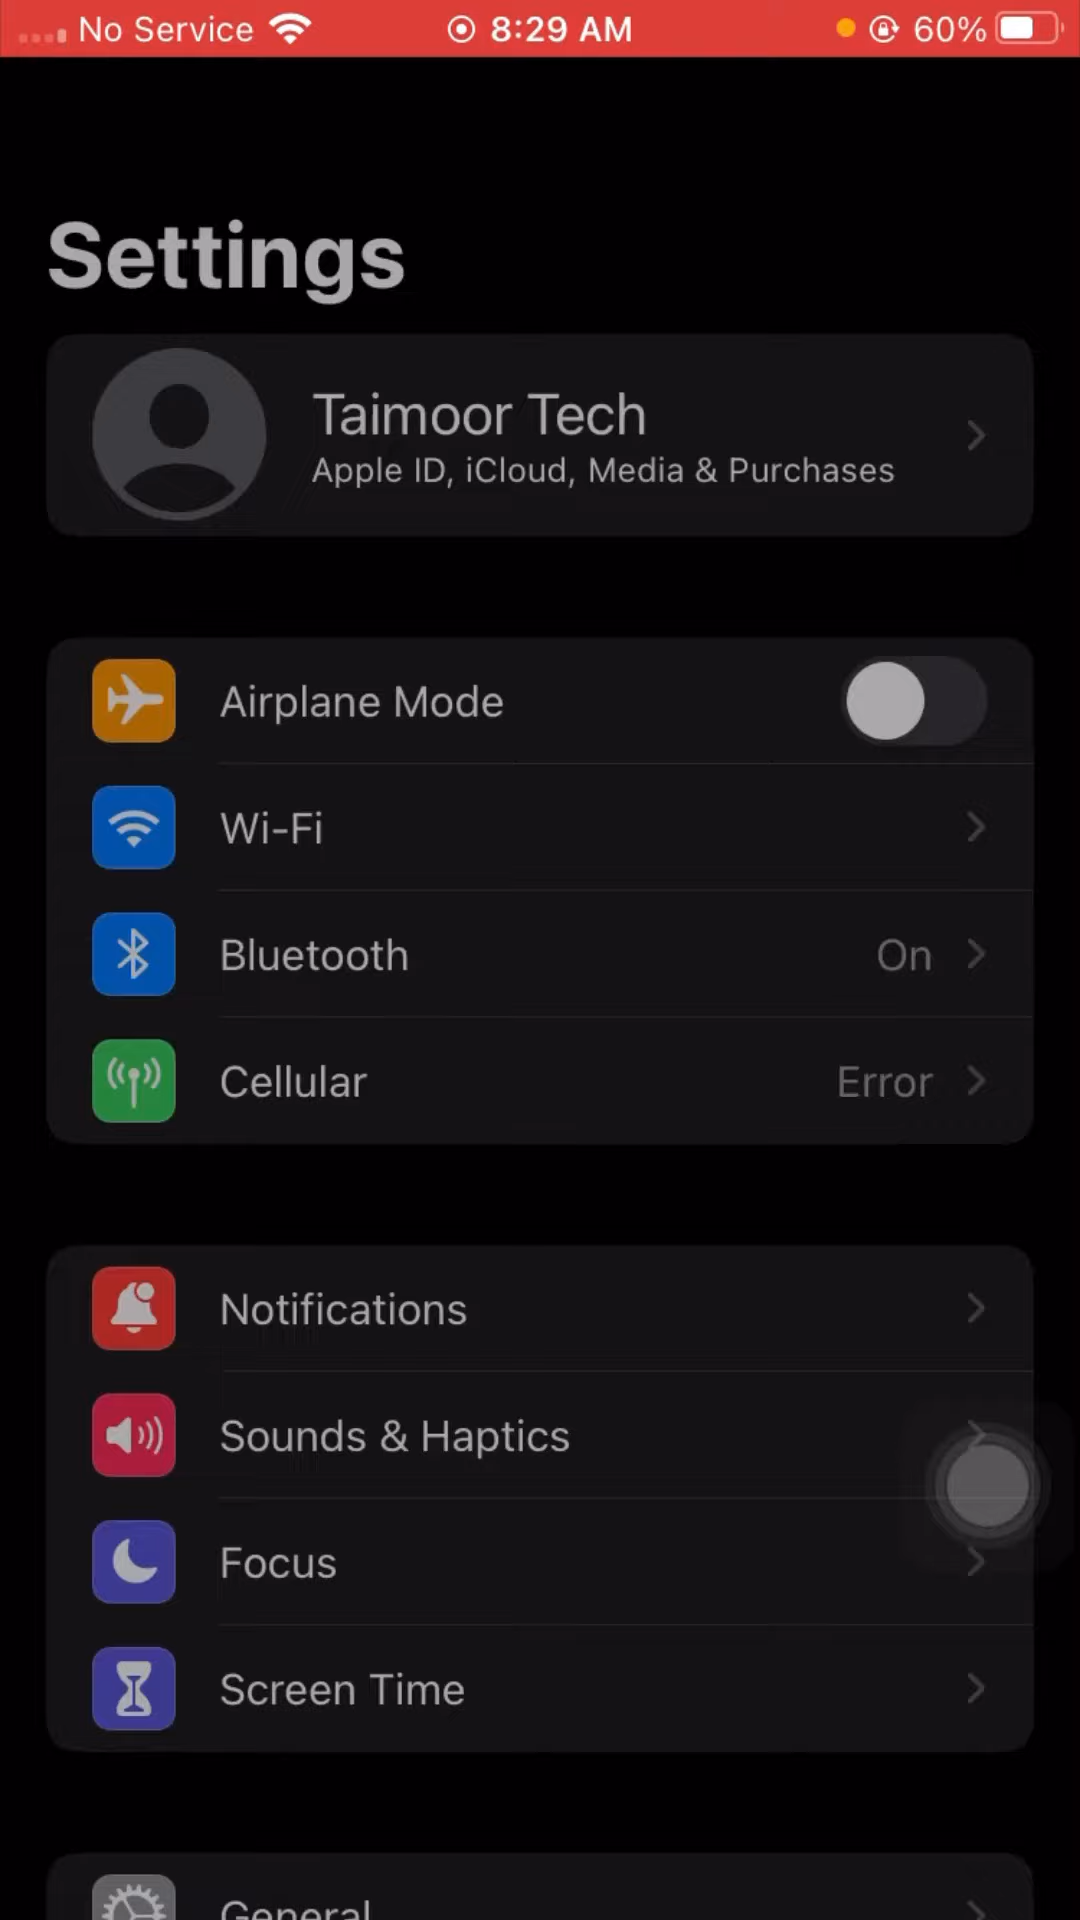 No Service 8:29 AM 60%
Settings
Taimoor Tech
Apple ID, iCloud, Media & Purchases
Airplane Mode
Wi-Fi
Bluetooth On
Cellular Error
Notifications
Sounds & Haptics
Focus
Screen Time
General